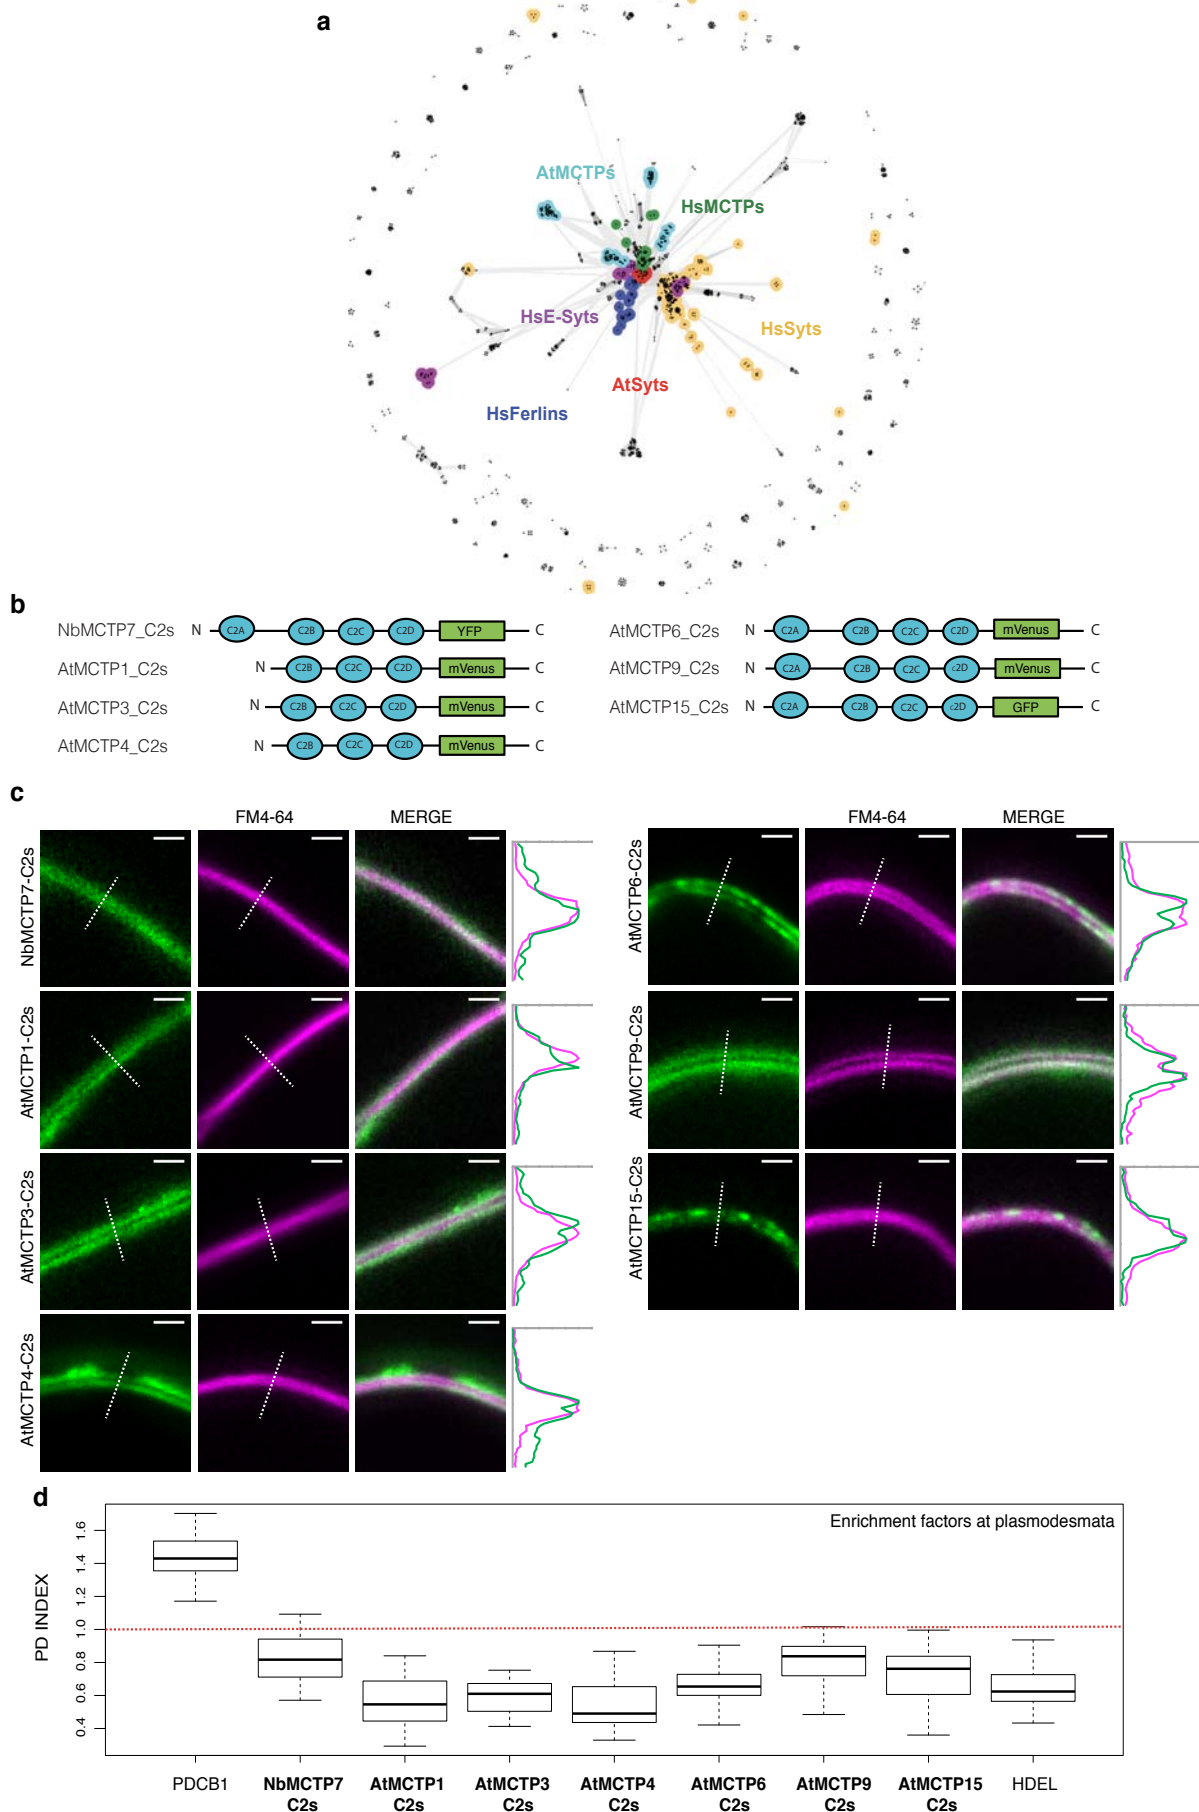 a
AtMCTPs
HsMCTPs
HsE-Syts
HsSyts
AtSyts
HsFerlins
b
NbMCTP7_C2s N C2A C2B C2C C2D YFP C
AtMCTP1_C2s N C2B C2C C2D mVenus C
AtMCTP3_C2s N C2B C2C C2D mVenus C
AtMCTP4_C2s N C2B C2C C2D mVenus C
AtMCTP6_C2s N C2A C2B C2C C2D mVenus C
AtMCTP9_C2s N C2A C2B C2C c2D mVenus C
AtMCTP15_C2s N C2A C2B C2C c2D GFP C
c
FM4-64 MERGE
NbMCTP7-C2s
AtMCTP1-C2s
AtMCTP3-C2s
AtMCTP4-C2s
FM4-64 MERGE
AtMCTP6-C2s
AtMCTP9-C2s
AtMCTP15-C2s
d
Enrichment factors at plasmodesmata
PD INDEX
1.6
1.4
1.2
1.0
0.8
0.6
0.4
PDCB1 NbMCTP7 AtMCTP1 AtMCTP3 AtMCTP4 AtMCTP6 AtMCTP9 AtMCTP15 HDEL
C2s C2s C2s C2s C2s C2s C2s